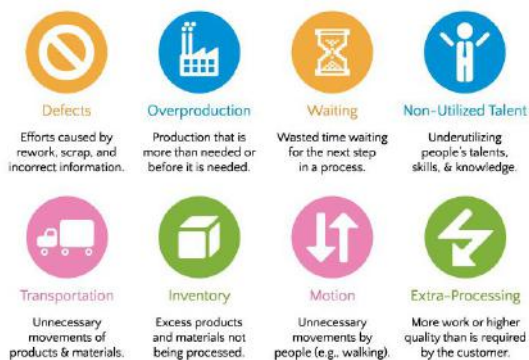 Defects
Efforts caused by
rework, scrap, and
incorrect information.
Overproduction
Production that is
more than needed or
before it is needed.
Waiting
Wasted time waiting
for the next step
in a process.
Non-Utilized Talent
Underutilizing
people's talents,
skills, & knowledge.
Transportation
Unnecessary
movements of
products & materials.
Inventory
Excess products
and materials not
being processed.
Motion
Unnecessary
movements by
people (e.g., walking).
Extra-Processing
More work or higher
quality than is required
by the customer.